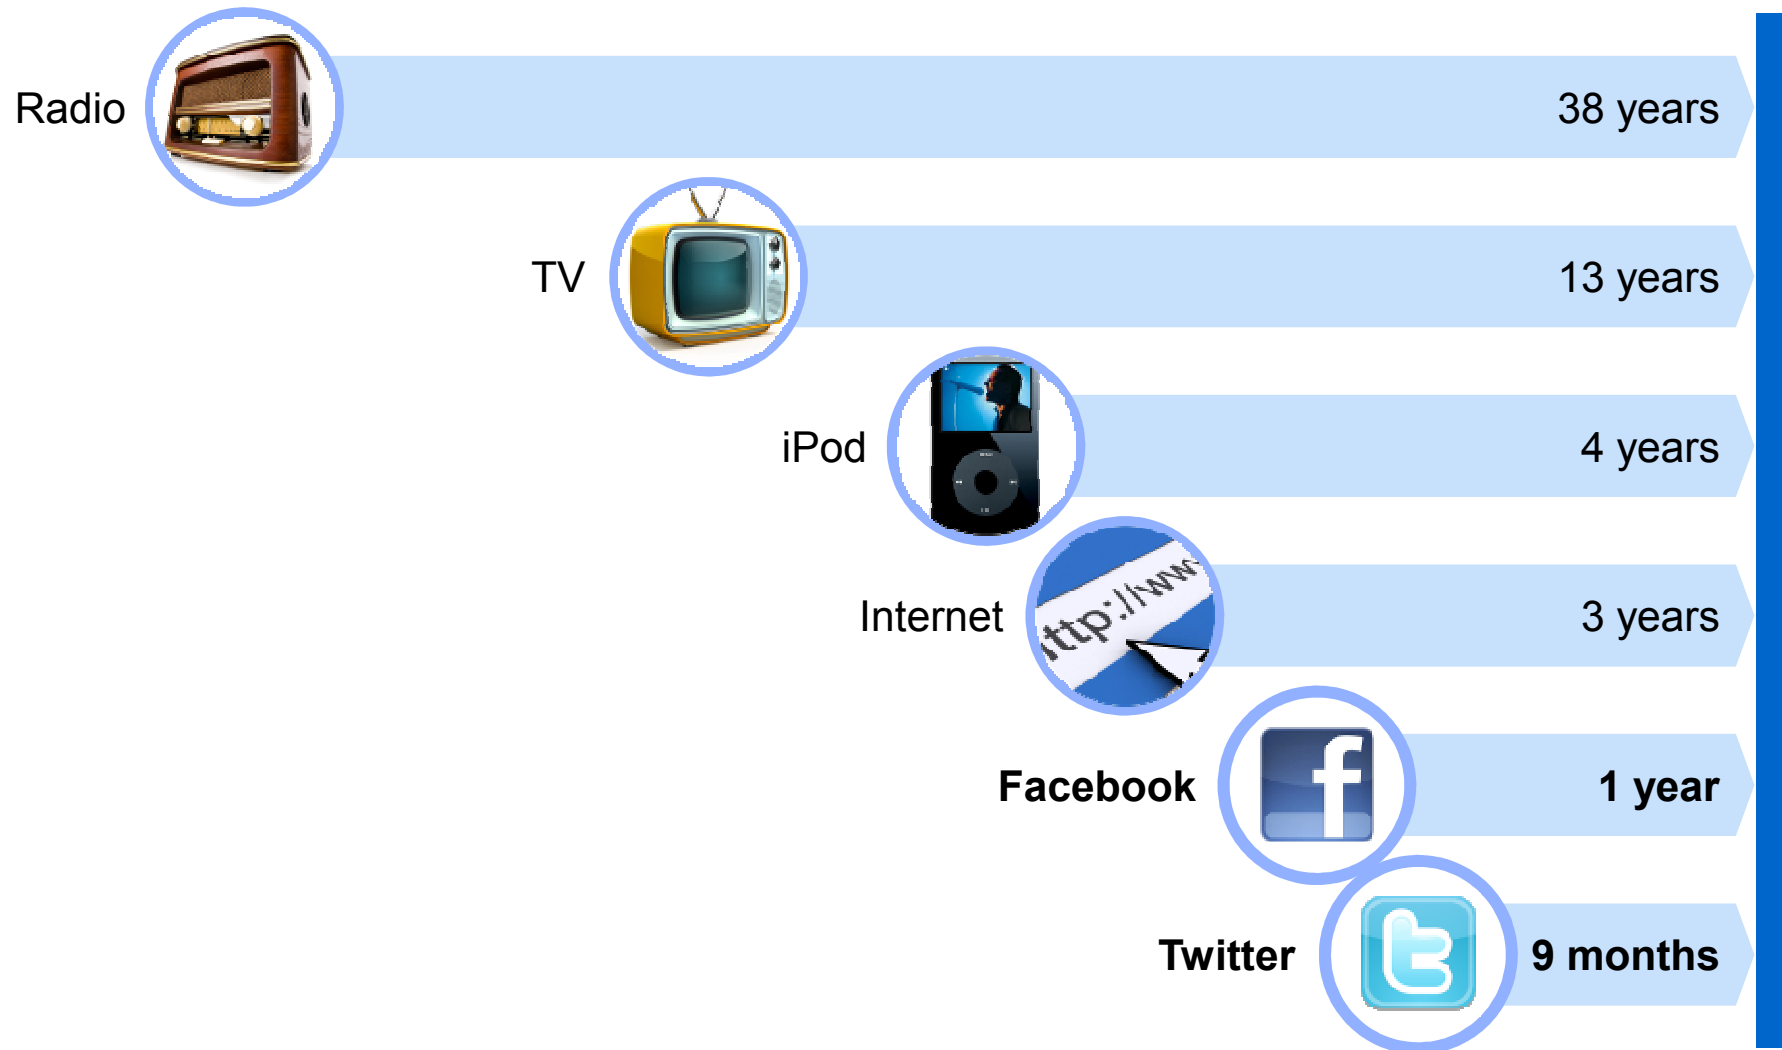 Radio
38 years
TV
13 years
iPod
4 years
Internet
ttp://www.
3 years
Facebook
f
1 year
Twitter
t
9 months